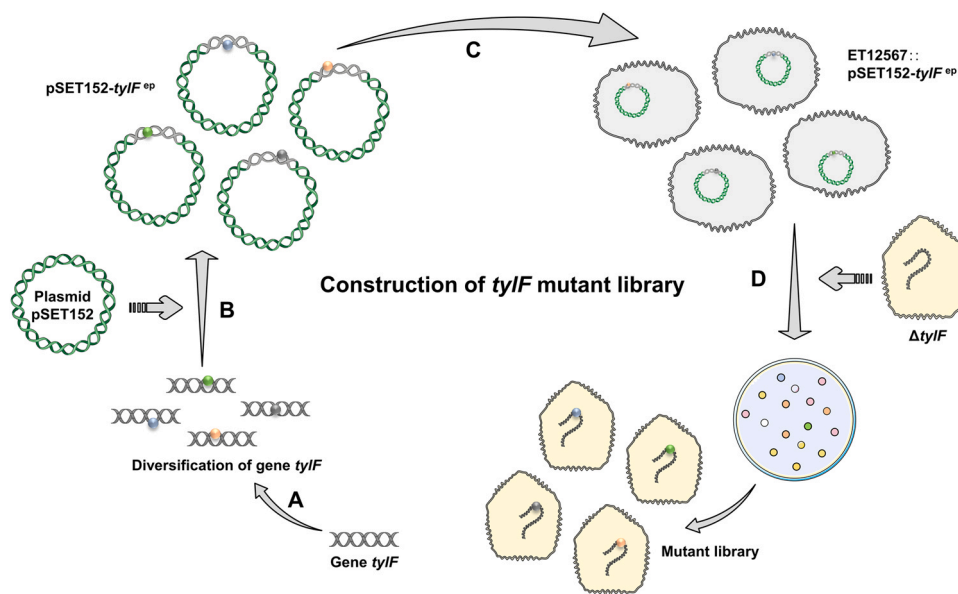 C
pSET152-tylF ep
ET12567::
pSET152-tylF ep
Plasmid
pSET152
B
Construction of tylF mutant library
D
ΔtylF
Diversification of gene tylF
A
Gene tylF
Mutant library